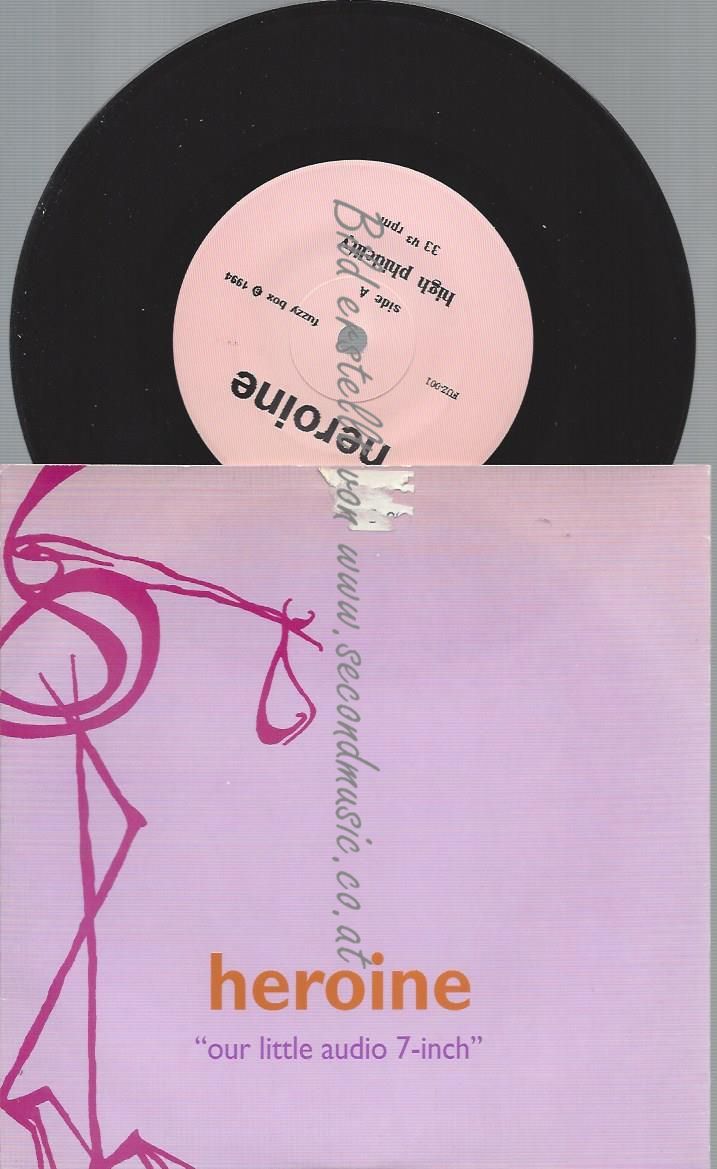 heroine
FUZ-001
side A
fuzzy box ℗ 1994
high phidelity
33 1/3 rpm
Bild erstellt von www.secondmusic.co.at
heroine
“our little audio 7-inch”